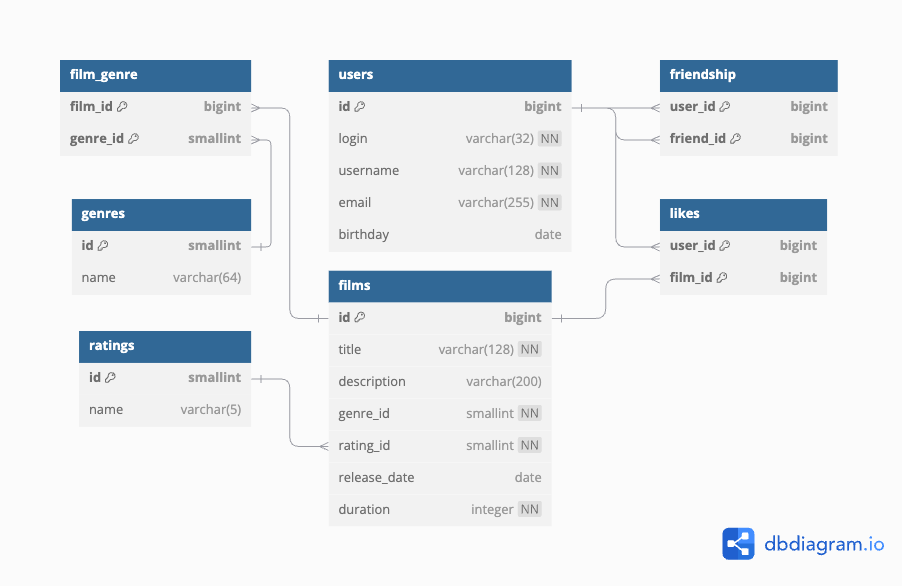 film_genre
film_id bigint
genre_id smallint
genres
id smallint
name varchar(64)
ratings
id smallint
name varchar(5)
users
id bigint
login varchar(32) NN
username varchar(128) NN
email varchar(255) NN
birthday date
films
id bigint
title varchar(128) NN
description varchar(200)
genre_id smallint NN
rating_id smallint NN
release_date date
duration integer NN
friendship
user_id bigint
friend_id bigint
likes
user_id bigint
film_id bigint
dbdiagram.io